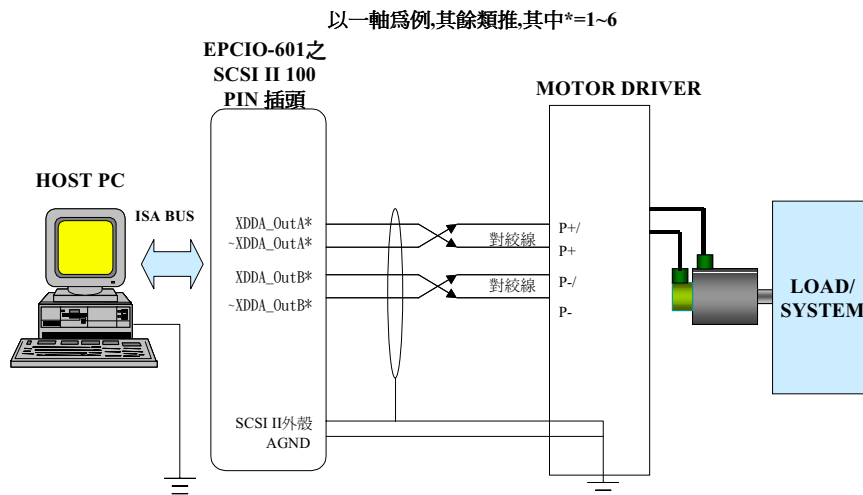 以一軸為例,其餘類推,其中*=1~6
EPCIO-601之
SCSI II 100
PIN 插頭
MOTOR DRIVER
HOST PC
ISA BUS
XDDA_OutA*
~XDDA_OutA*
XDDA_OutB*
~XDDA_OutB*
SCSI II外殼
AGND
對絞線
對絞線
P+/
P+
P-/
P-
LOAD/
SYSTEM